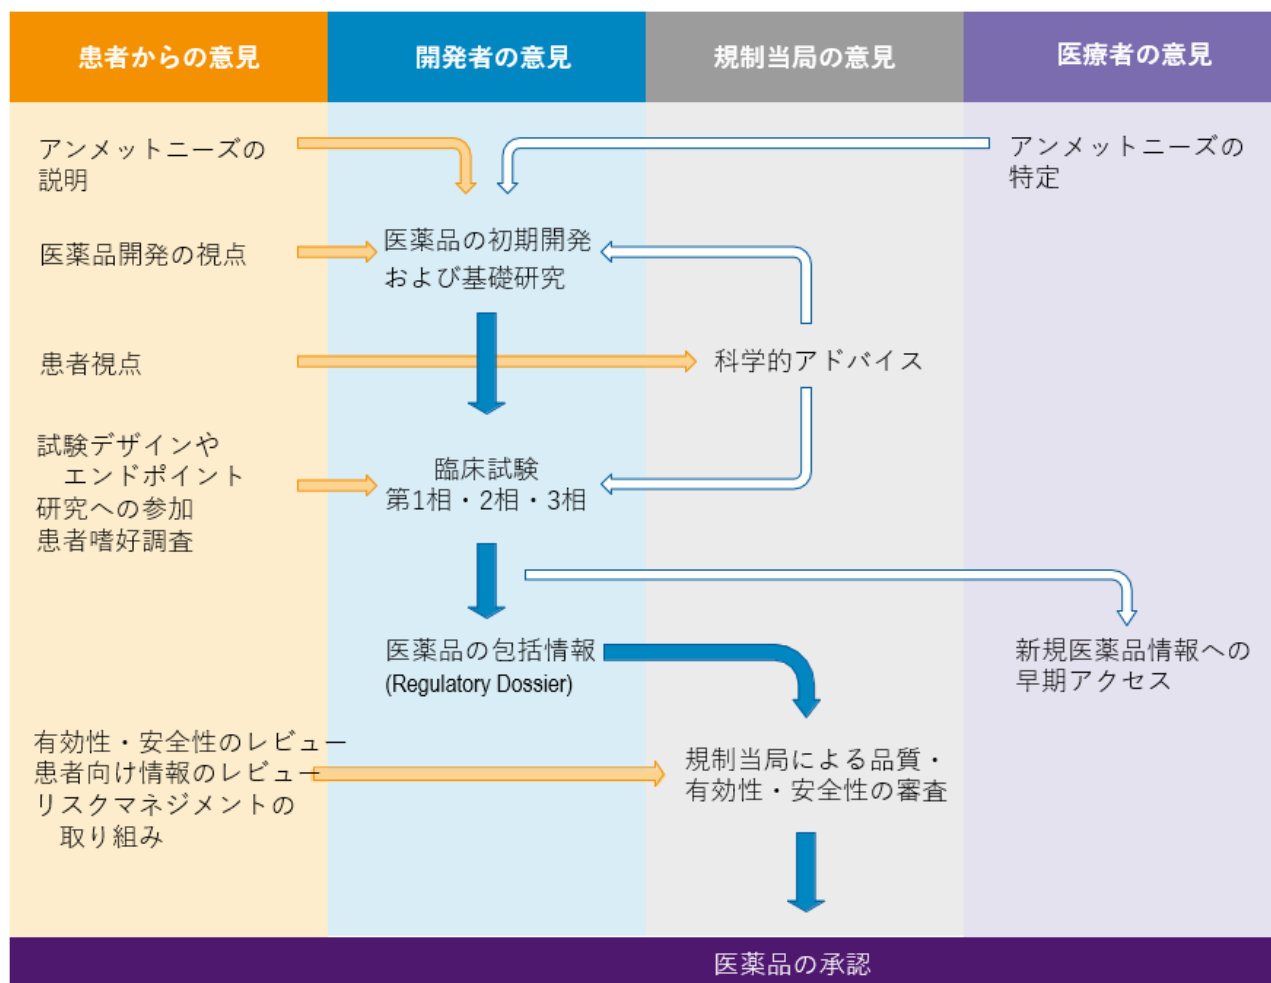 患者からの意見
開発者の意見
規制当局の意見
医療者の意見
アンメットニーズの
説明
アンメットニーズの
特定
医薬品開発の視点
医薬品の初期開発
および基礎研究
患者視点
科学的アドバイス
試験デザインや
エンドポイント
研究への参加
患者嗜好調査
臨床試験
第1相・2相・3相
医薬品の包括情報
(Regulatory Dossier)
新規医薬品情報への
早期アクセス
有効性・安全性のレビュー
患者向け情報のレビュー
リスクマネジメントの
取り組み
規制当局による品質・
有効性・安全性の審査
医薬品の承認